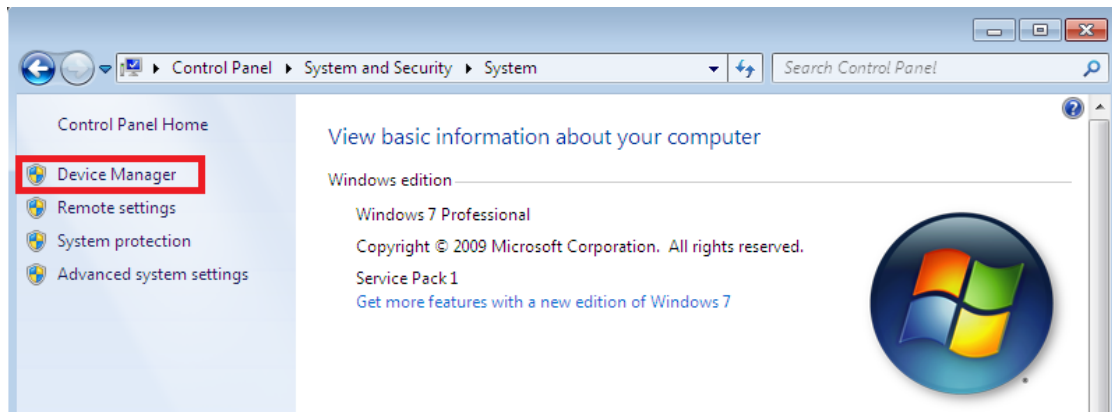 Control Panel ▸ System and Security ▸ System
Search Control Panel
Control Panel Home
Device Manager
Remote settings
System protection
Advanced system settings
View basic information about your computer
Windows edition
Windows 7 Professional
Copyright © 2009 Microsoft Corporation. All rights reserved.
Service Pack 1
Get more features with a new edition of Windows 7